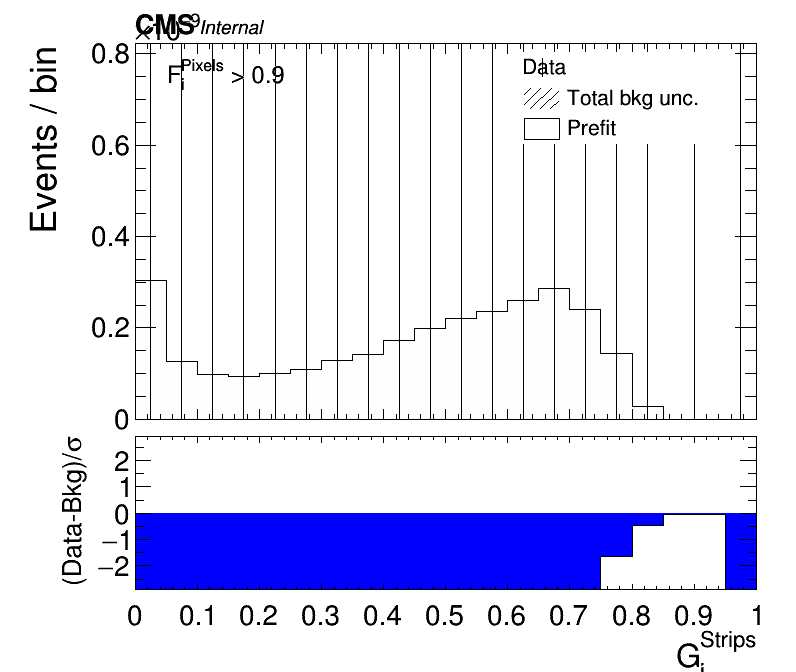 CMS Internal
×10⁻⁹
Events / bin
0.8
0.6
0.4
0.2
0
F_i^Pixels > 0.9
Data
Total bkg unc.
Prefit
(Data-Bkg)/σ
2
1
0
−1
−2
0 0.1 0.2 0.3 0.4 0.5 0.6 0.7 0.8 0.9 1
G_i^Strips